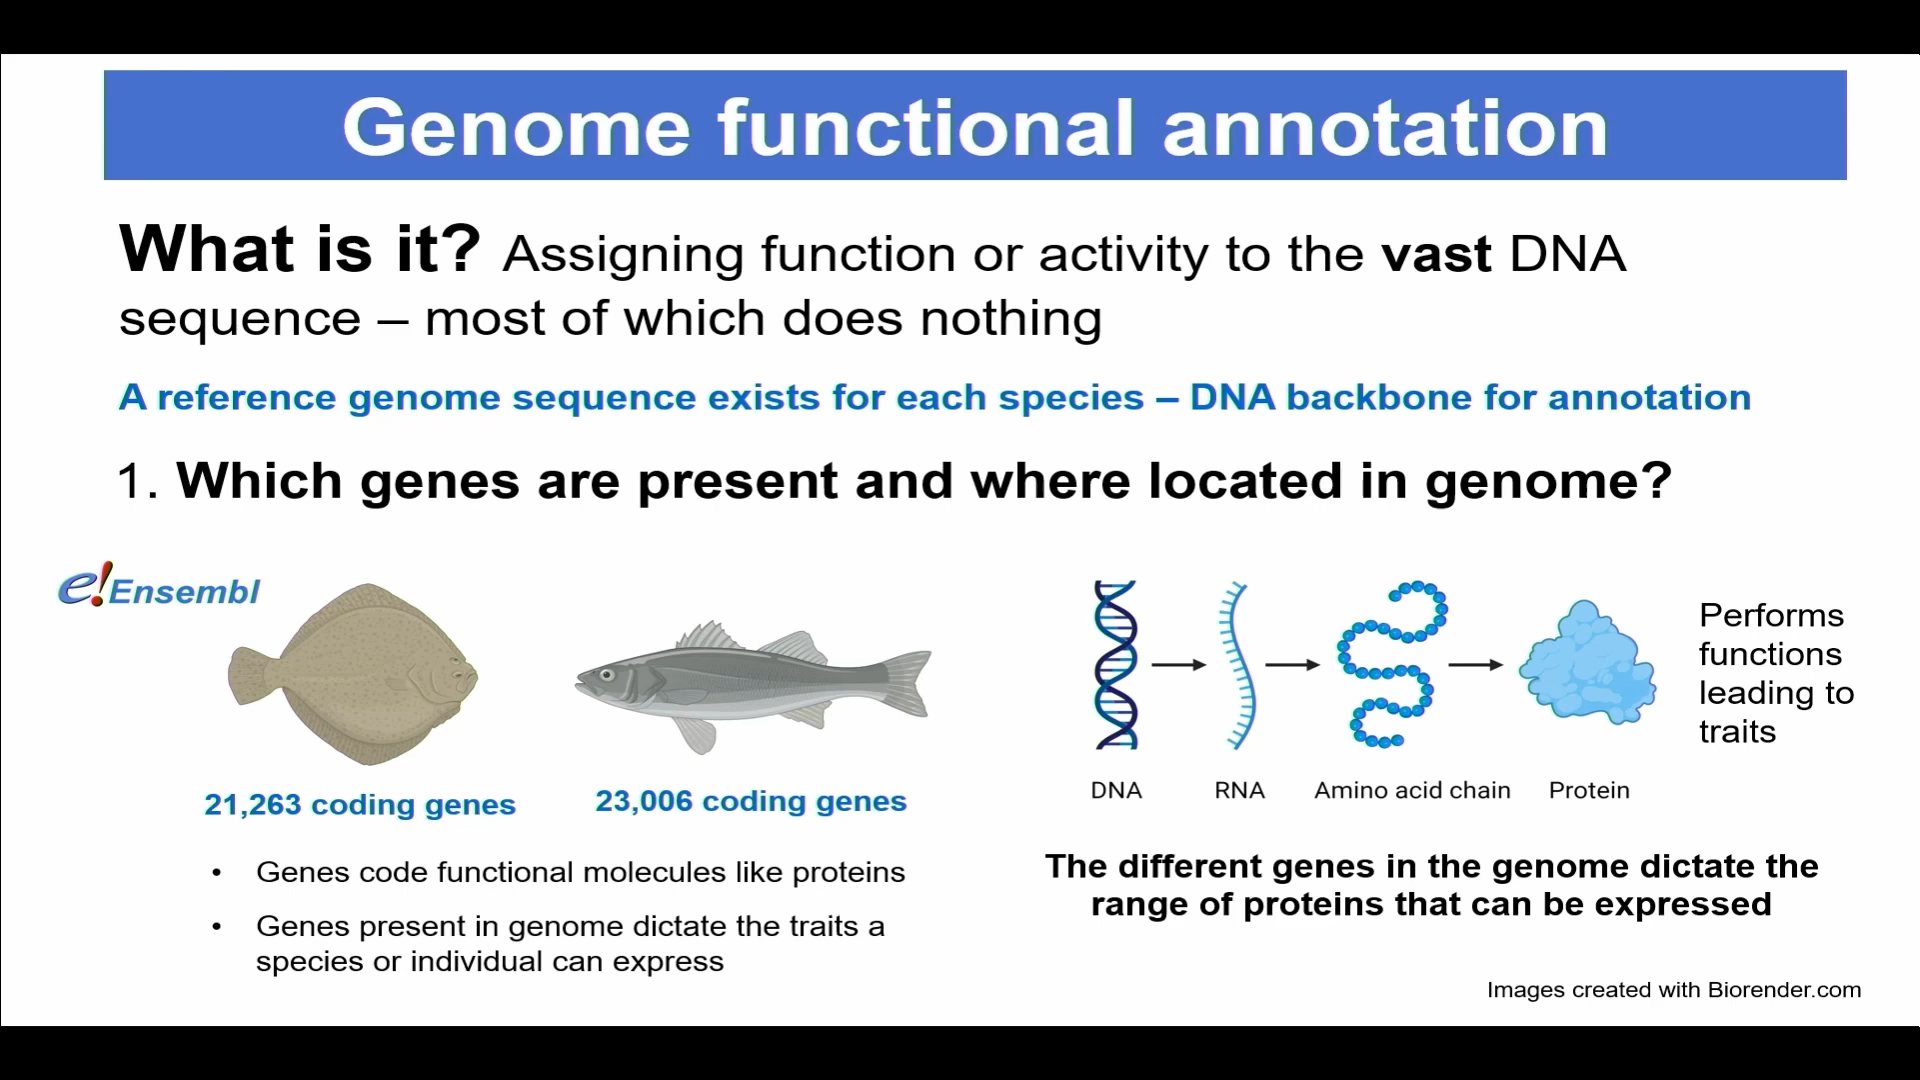 Genome functional annotation
What is it? Assigning function or activity to the vast DNA
sequence – most of which does nothing
A reference genome sequence exists for each species – DNA backbone for annotation
1. Which genes are present and where located in genome?
e!Ensembl
21,263 coding genes
23,006 coding genes
• Genes code functional molecules like proteins
• Genes present in genome dictate the traits a
species or individual can express
DNA
RNA
Amino acid chain
Protein
Performs
functions
leading to
traits
The different genes in the genome dictate the
range of proteins that can be expressed
Images created with Biorender.com